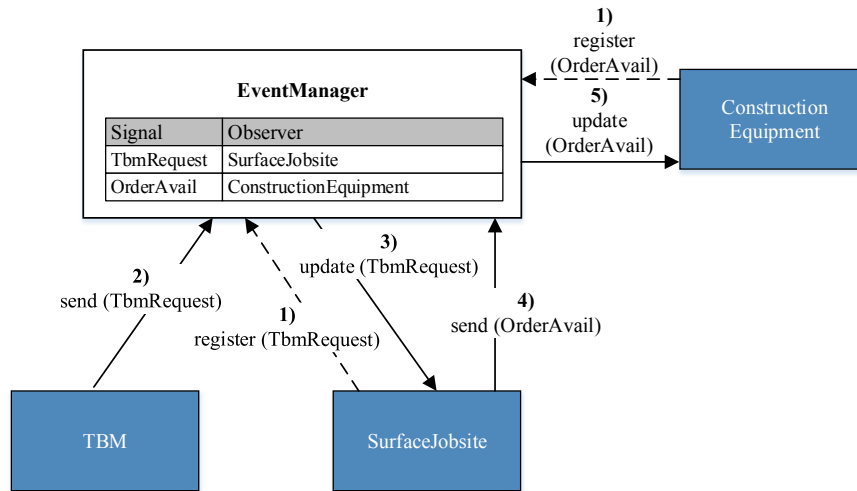 EventManager
Signal Observer
TbmRequest SurfaceJobsite
OrderAvail ConstructionEquipment
1)
register
(OrderAvail)
5)
update
(OrderAvail)
Construction
Equipment
2)
send (TbmRequest)
3)
update (TbmRequest)
1)
register (TbmRequest)
4)
send (OrderAvail)
TBM
SurfaceJobsite